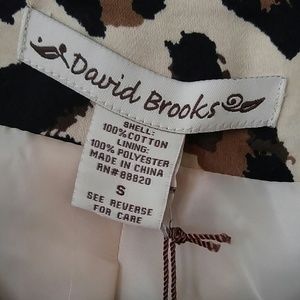 David Brooks
SHELL:
100% COTTON
LINING:
100% POLYESTER
MADE IN CHINA
RN#88820
S
SEE REVERSE
FOR CARE